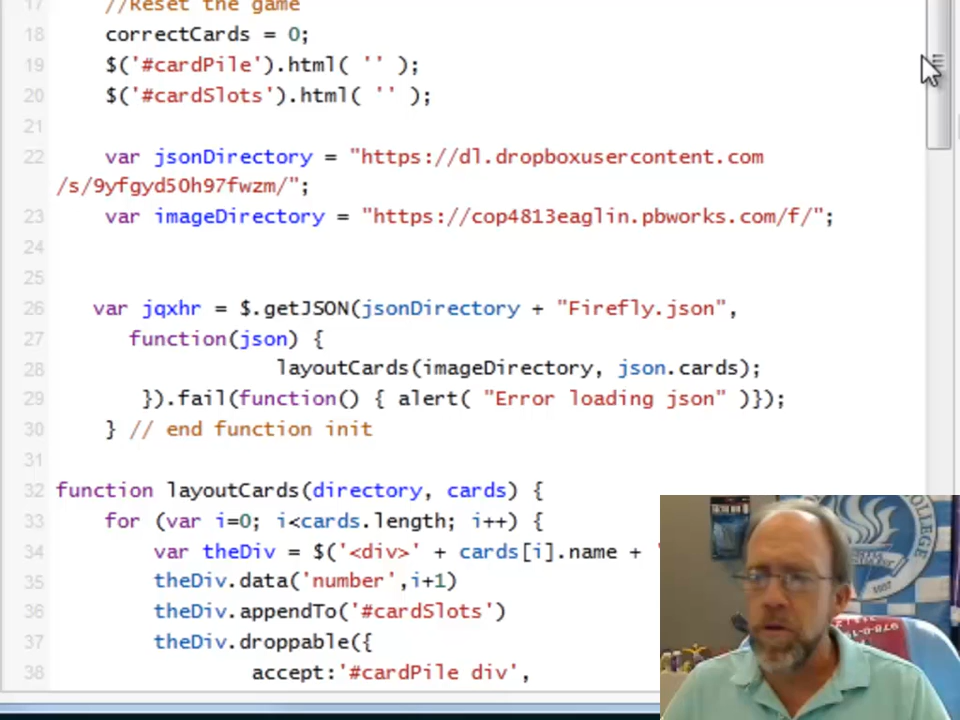 17 //Reset the game
18 correctCards = 0;
19 $('#cardPile').html( '' );
20 $('#cardSlots').html( '' );
21
22 var jsonDirectory = "https://dl.dropboxusercontent.com
/s/9yfgyd50h97fwzm/";
23 var imageDirectory = "https://cop4813eaglin.pbworks.com/f/";
24
25
26 var jqxhr = $.getJSON(jsonDirectory + "Firefly.json",
27 function(json) {
28 layoutCards(imageDirectory, json.cards);
29 }).fail(function() { alert( "Error loading json" )});
30 } // end function init
31
32 function layoutCards(directory, cards) {
33 for (var i=0; i<cards.length; i++) {
34 var theDiv = $('<div>' + cards[i].name + '
35 theDiv.data('number',i+1)
36 theDiv.appendTo('#cardSlots')
37 theDiv.droppable({
38 accept:'#cardPile div',
COLLEGE
1957